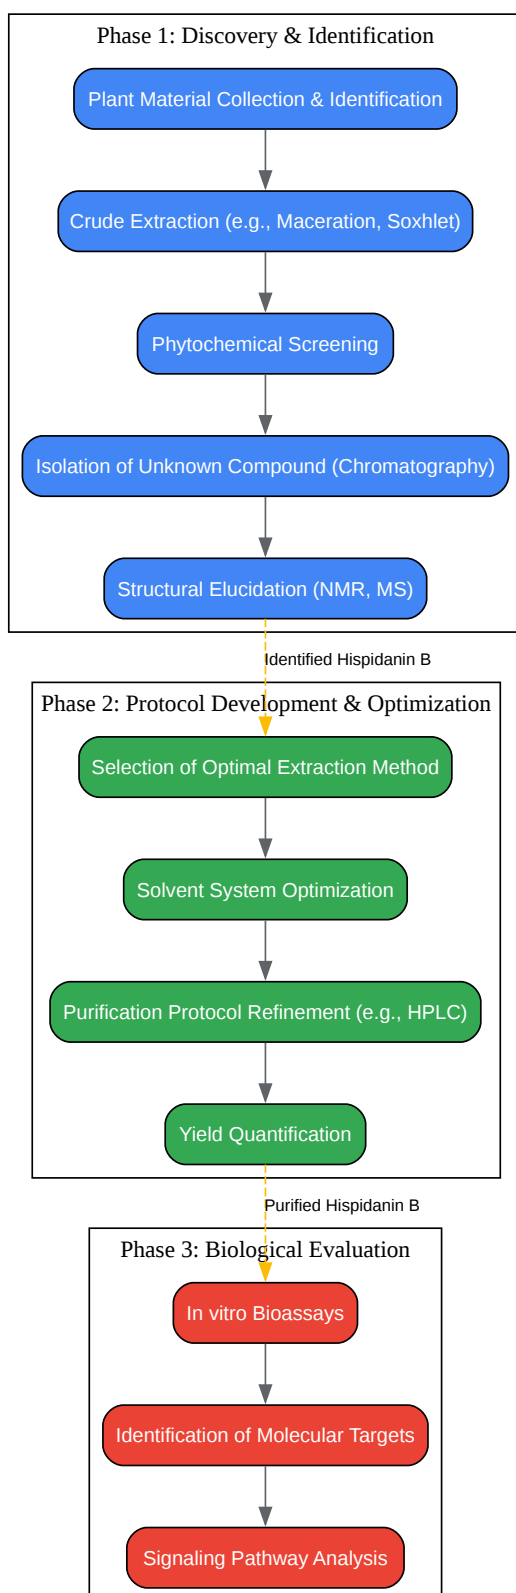 Phase 1: Discovery & Identification
Plant Material Collection & Identification
Crude Extraction (e.g., Maceration, Soxhlet)
Phytochemical Screening
Isolation of Unknown Compound (Chromatography)
Structural Elucidation (NMR, MS)
Identified Hispidanin B
Phase 2: Protocol Development & Optimization
Selection of Optimal Extraction Method
Solvent System Optimization
Purification Protocol Refinement (e.g., HPLC)
Yield Quantification
Purified Hispidanin B
Phase 3: Biological Evaluation
In vitro Bioassays
Identification of Molecular Targets
Signaling Pathway Analysis